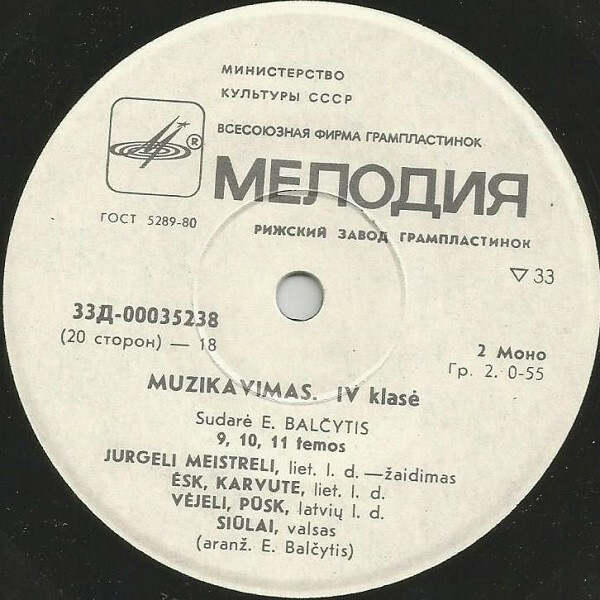 МИНИСТЕРСТВО
КУЛЬТУРЫ СССР
ВСЕСОЮЗНАЯ ФИРМА ГРАМПЛАСТИНОК
®
МЕЛОДИЯ
ГОСТ 5289-80
РИЖСКИЙ ЗАВОД ГРАМПЛАСТИНОК
▽ 33
33Д-00035238
(20 сторон) — 18
2 Моно
Гр. 2. 0-55
MUZIKAVIMAS. IV klasė
Sudarė E. BALČYTIS
9, 10, 11 temos
JURGELI MEISTRELI, liet. l. d. — žaidimas
ĖSK, KARVUTE, liet. l. d.
VĖJELI, PŪSK, latvių l. d.
SIŪLAI, valsas
(aranž. E. Balčytis)